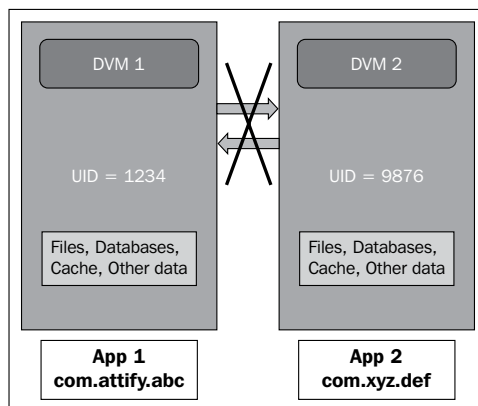 DVM 1
UID = 1234
Files, Databases,
Cache, Other data
App 1
com.attify.abc
DVM 2
UID = 9876
Files, Databases,
Cache, Other data
App 2
com.xyz.def